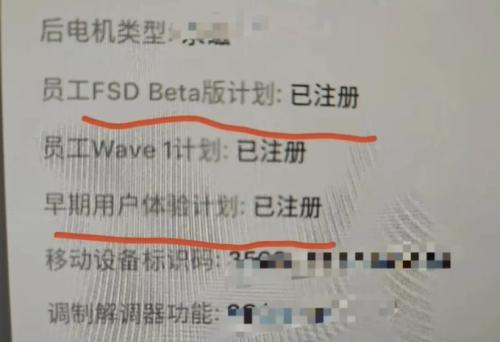 后电机类型:
员工FSD Beta版计划: 已注册
员工Wave 1计划: 已注册
早期用户体验计划: 已注册
移动设备标识码: 35
调制解调器功能: